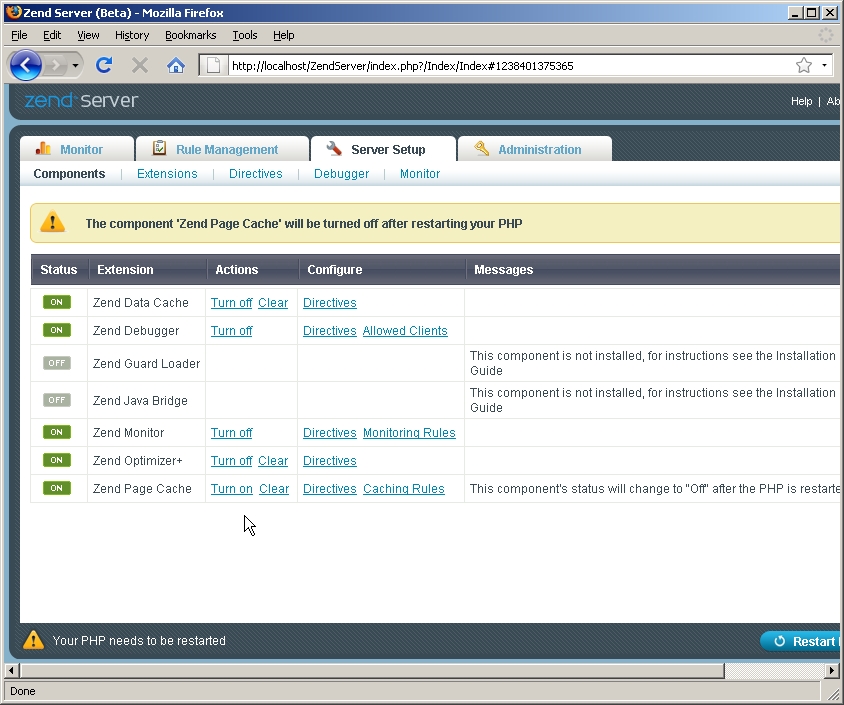 Zend Server (Beta) - Mozilla Firefox
File Edit View History Bookmarks Tools Help
http://localhost/ZendServer/index.php?/Index/Index#1238401375365
zend server
Help | Ab
Monitor Rule Management Server Setup Administration
Components | Extensions | Directives | Debugger | Monitor
The component 'Zend Page Cache' will be turned off after restarting your PHP
Status Extension Actions Configure Messages
ON Zend Data Cache Turn off Clear Directives
ON Zend Debugger Turn off Directives Allowed Clients
OFF Zend Guard Loader This component is not installed, for instructions see the Installation
Guide
OFF Zend Java Bridge This component is not installed, for instructions see the Installation
Guide
ON Zend Monitor Turn off Directives Monitoring Rules
ON Zend Optimizer+ Turn off Clear Directives
ON Zend Page Cache Turn on Clear Directives Caching Rules This component's status will change to "Off" after the PHP is restarte
Your PHP needs to be restarted
Restart
Done